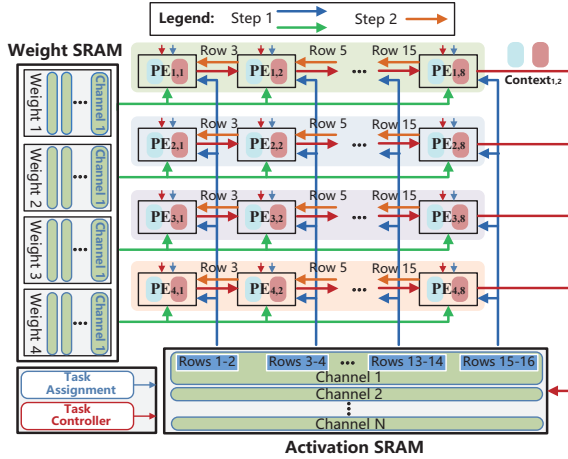 Legend: Step 1 Step 2
Weight SRAM
Row 3 Row 5 Row 15
PE1,1 PE1,2 ... PE1,8
Context1,2
Weight 1 ... Channel 1
Row 3 Row 5 Row 15
PE2,1 PE2,2 ... PE2,8
Weight 2 ... Channel 1
Row 3 Row 5 Row 15
PE3,1 PE3,2 ... PE3,8
Weight 3 ... Channel 1
Row 3 Row 5 Row 15
PE4,1 PE4,2 ... PE4,8
Weight 4 ... Channel 1
Rows 1-2 Rows 3-4 ... Rows 13-14 Rows 15-16
Channel 1
Channel 2
Channel N
Activation SRAM
Task
Assignment
Task
Controller